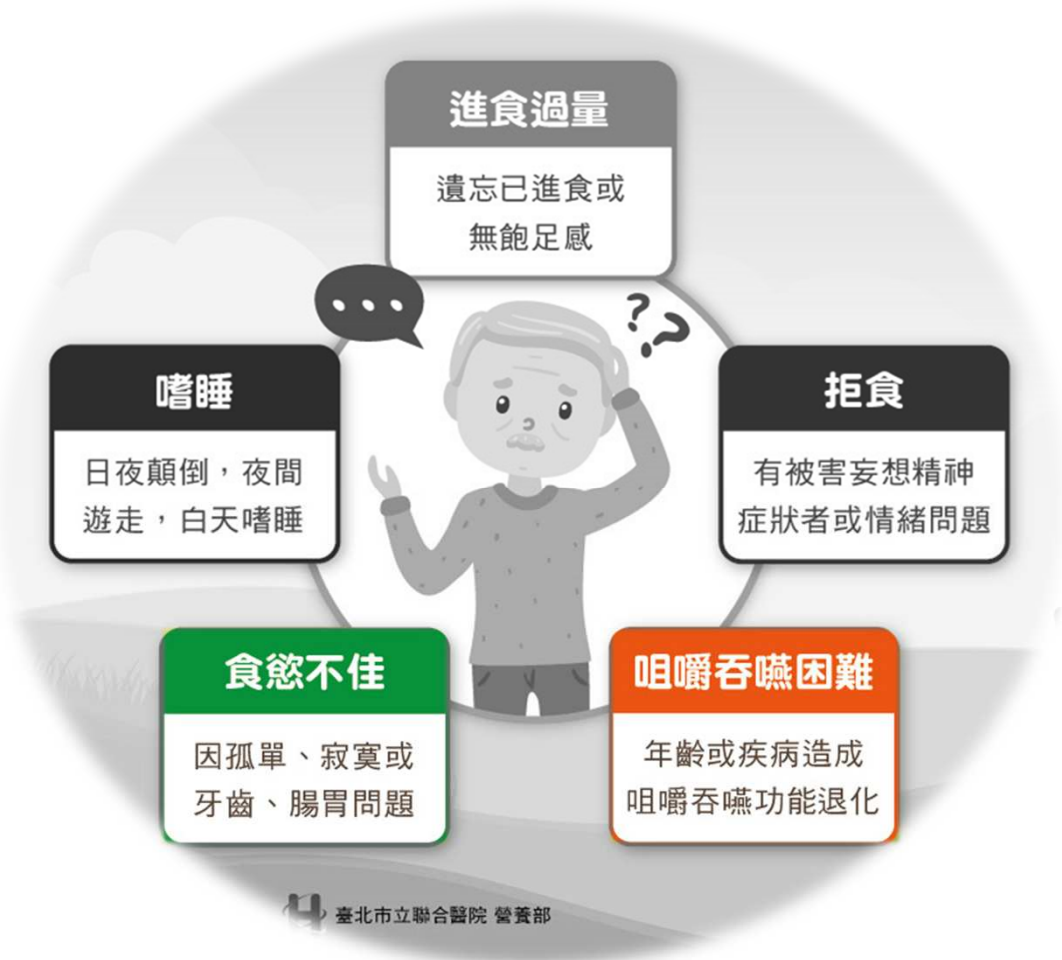 進食過量
遺忘已進食或
無飽足感
嗜睡
日夜顛倒，夜間
遊走，白天嗜睡
拒食
有被害妄想精神
症狀者或情緒問題
食慾不佳
因孤單、寂寞或
牙齒、腸胃問題
咀嚼吞嚥困難
年齡或疾病造成
咀嚼吞嚥功能退化
??
臺北市立聯合醫院 營養部